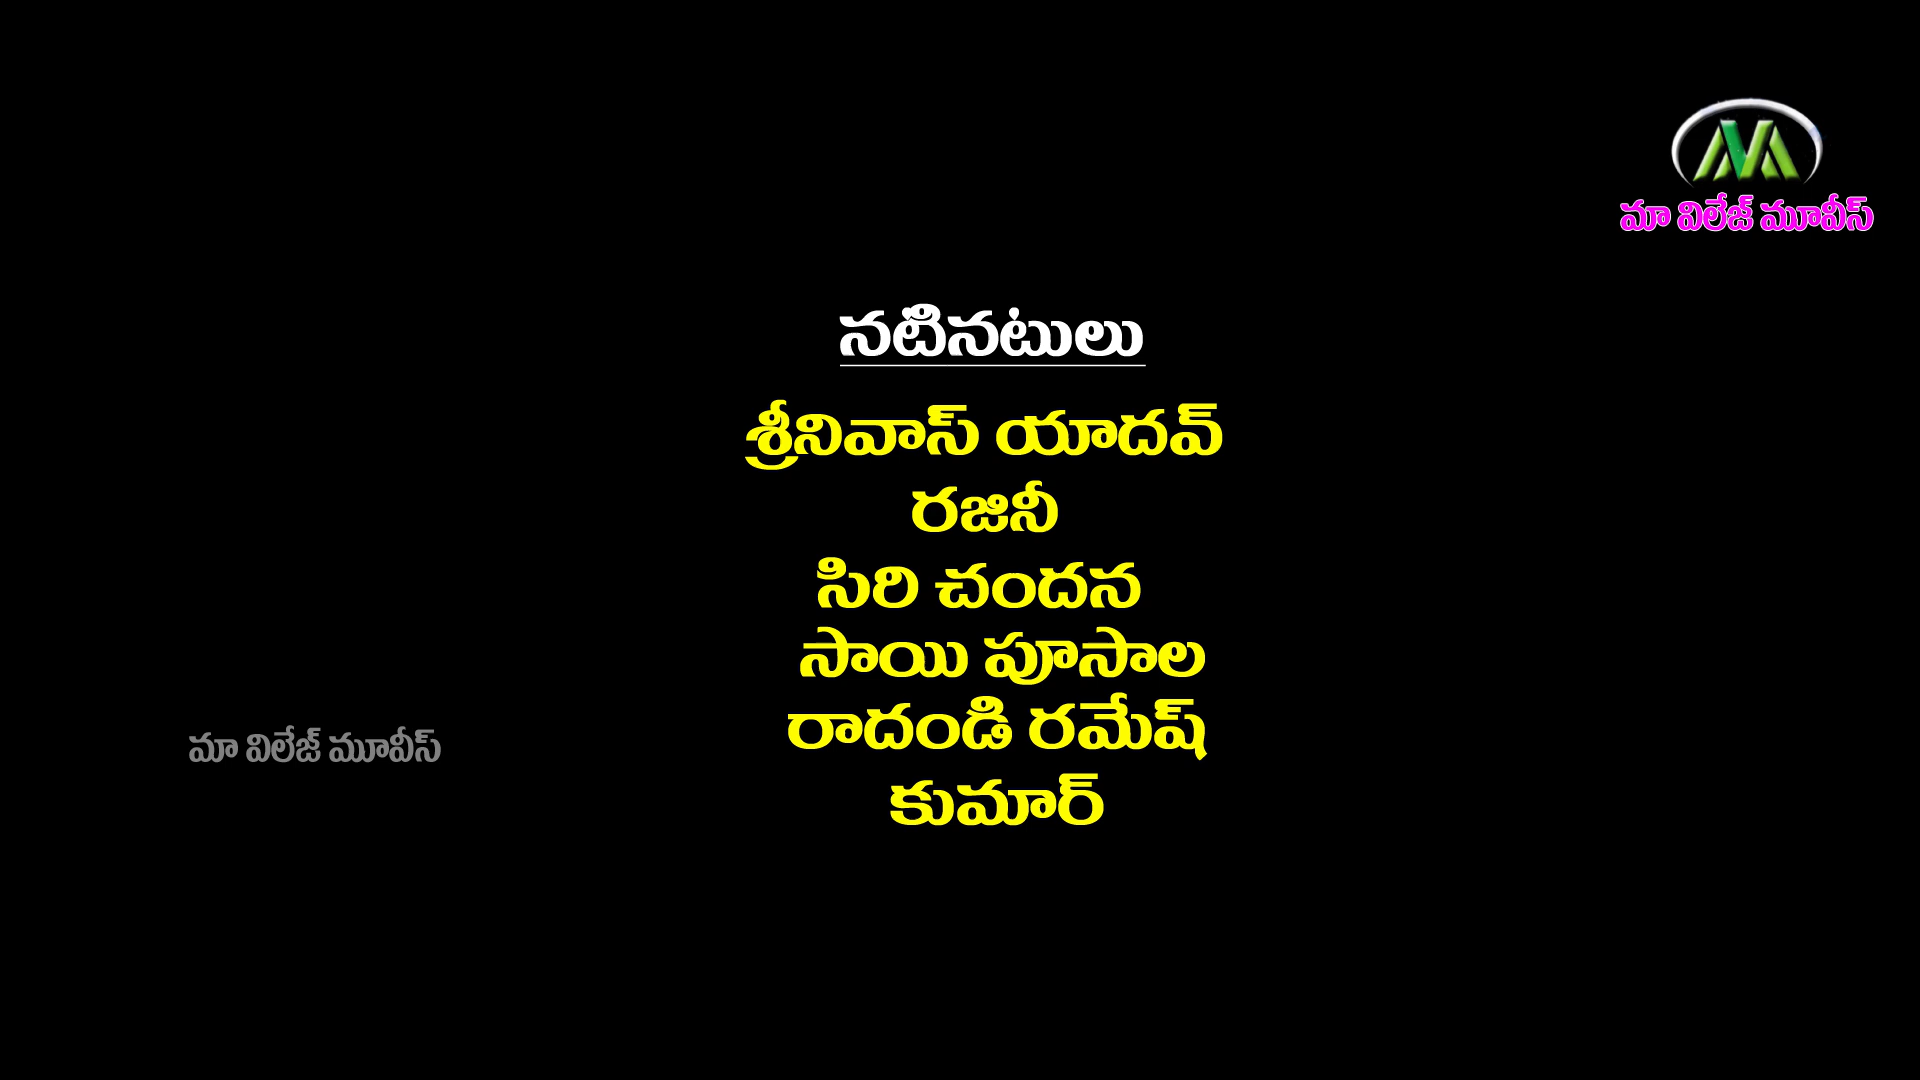 మా విలేజ్ మూవీస్
నటినటులు
శ్రీనివాస్ యాదవ్
రజినీ
సిరి చందన
సాయి పూసాల
రాదండి రమేష్
కుమార్
మా విలేజ్ మూవీస్